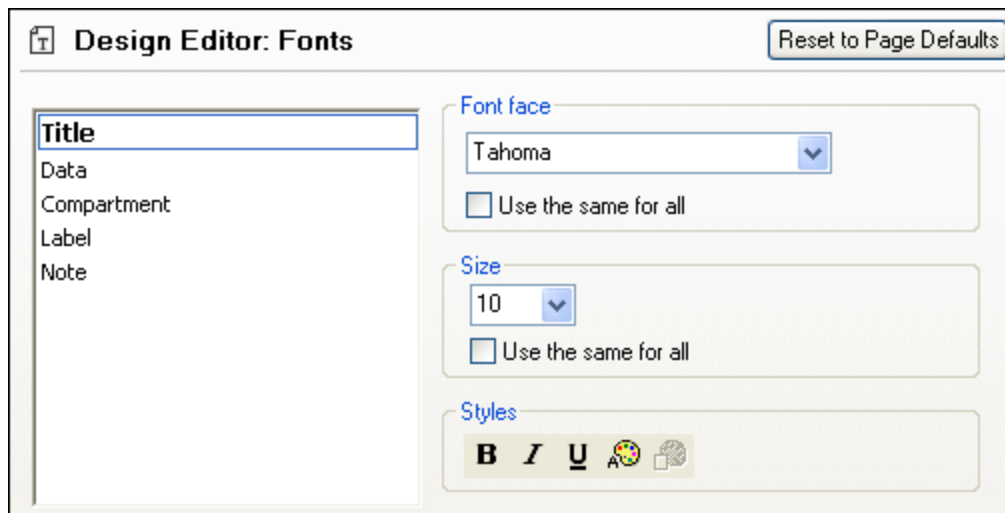 Design Editor: Fonts
Reset to Page Defaults
Title
Data
Compartment
Label
Note
Font face
Tahoma
Use the same for all
Size
10
Use the same for all
Styles
B I U A